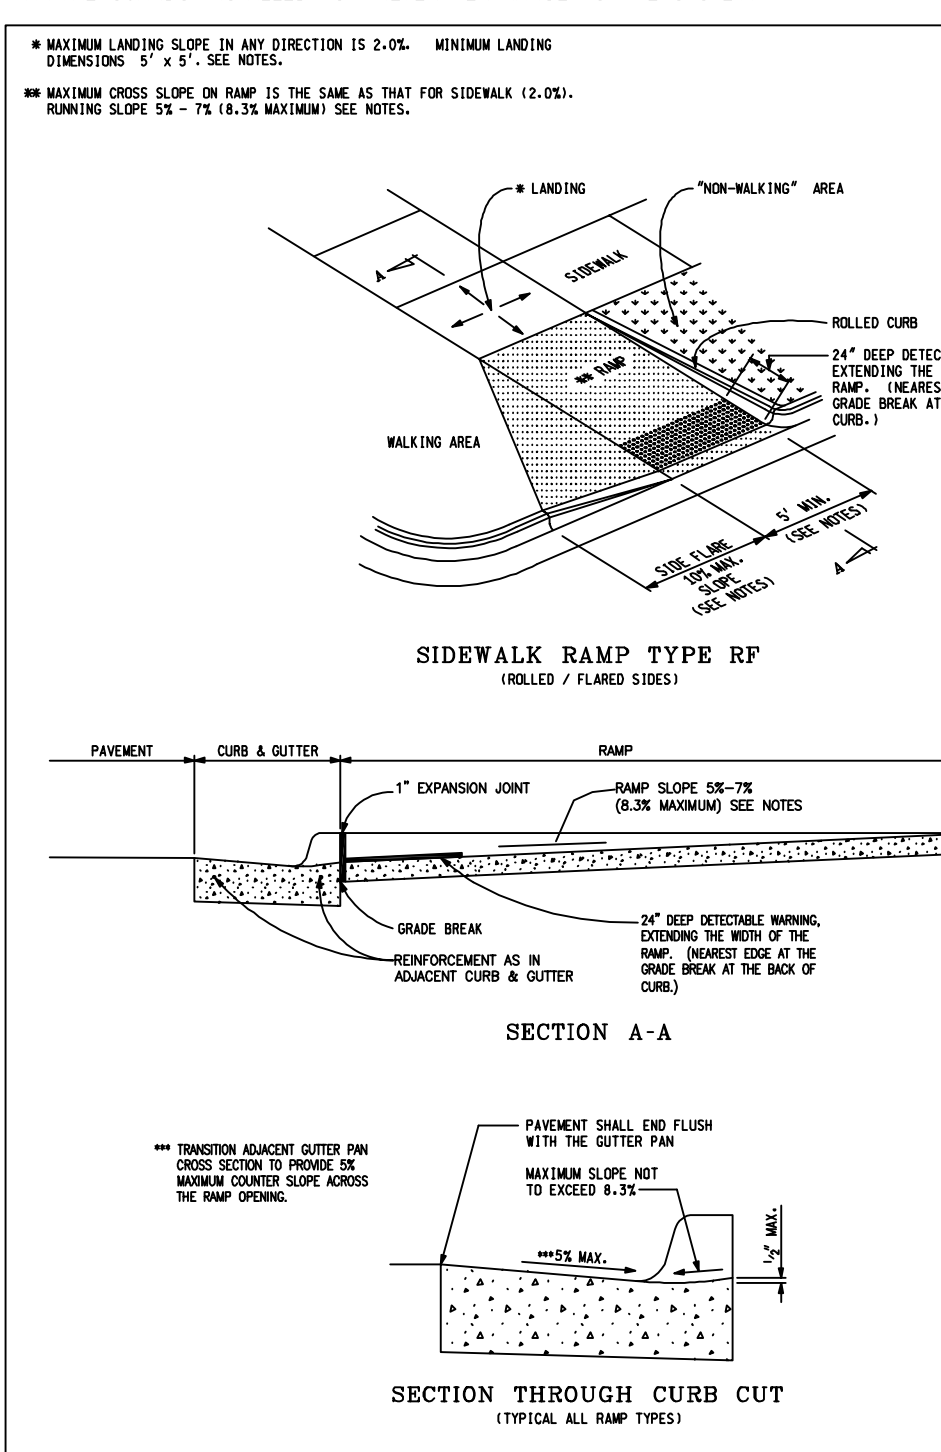 * MAXIMUM LANDING SLOPE IN ANY DIRECTION IS 2.0%. MINIMUM LANDING
DIMENSIONS 5' x 5'. SEE NOTES.
** MAXIMUM CROSS SLOPE ON RAMP IS THE SAME AS THAT FOR SIDEWALK (2.0%).
RUNNING SLOPE 5% - 7% (8.3% MAXIMUM) SEE NOTES.
* LANDING
"NON-WALKING" AREA
A
SIDEWALK
ROLLED CURB
24" DEEP DETEC
EXTENDING THE
RAMP. (NEARES
GRADE BREAK AT
CURB.)
** RAMP
WALKING AREA
5' MIN.
(SEE NOTES)
SIDE FLARE
10% MAX.
SLOPE
(SEE NOTES)
A
SIDEWALK RAMP TYPE RF
(ROLLED / FLARED SIDES)
PAVEMENT
CURB & GUTTER
RAMP
1" EXPANSION JOINT
RAMP SLOPE 5%-7%
(8.3% MAXIMUM) SEE NOTES
GRADE BREAK
REINFORCEMENT AS IN
ADJACENT CURB & GUTTER
24" DEEP DETECTABLE WARNING,
EXTENDING THE WIDTH OF THE
RAMP. (NEAREST EDGE AT THE
GRADE BREAK AT THE BACK OF
CURB.)
SECTION A-A
*** TRANSITION ADJACENT GUTTER PAN
CROSS SECTION TO PROVIDE 5%
MAXIMUM COUNTER SLOPE ACROSS
THE RAMP OPENING.
PAVEMENT SHALL END FLUSH
WITH THE GUTTER PAN
MAXIMUM SLOPE NOT
TO EXCEED 8.3%
***5% MAX.
1/2" MAX.
SECTION THROUGH CURB CUT
(TYPICAL ALL RAMP TYPES)